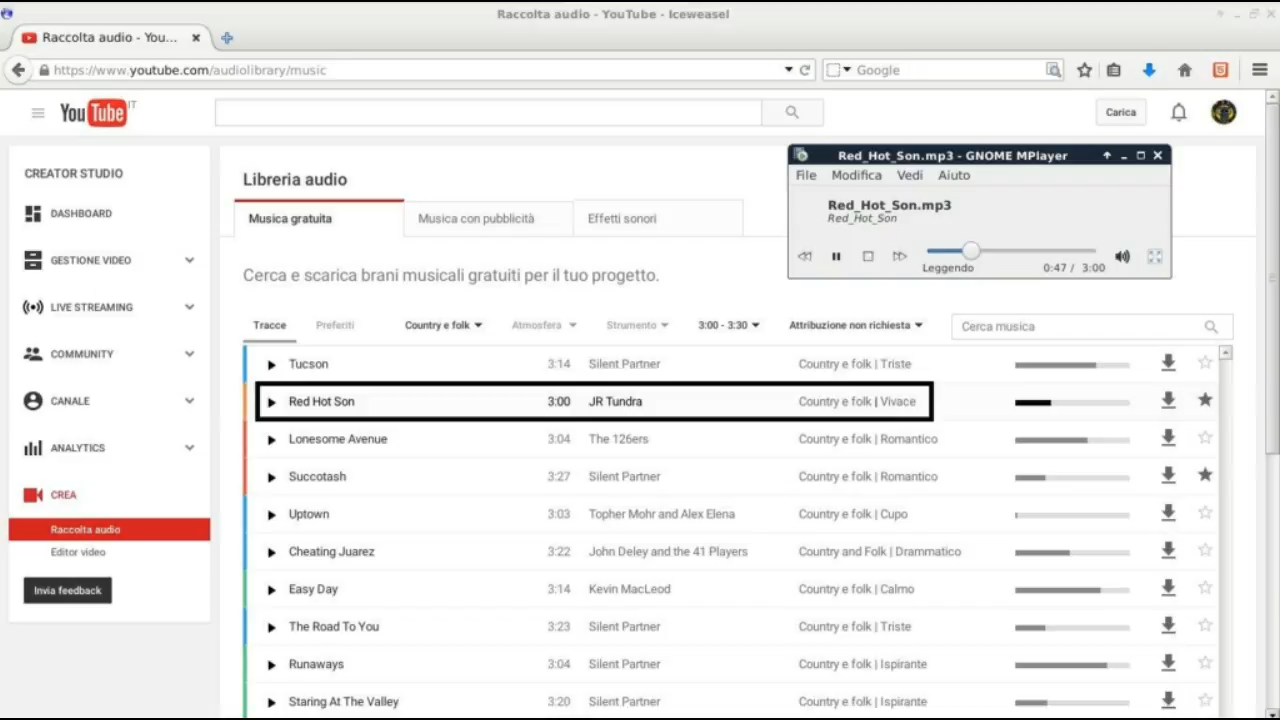 Raccolta audio - YouTube - Iceweasel
Raccolta audio - You...
https://www.youtube.com/audiolibrary/music
Google
YouTube IT
Carica
CREATOR STUDIO
DASHBOARD
GESTIONE VIDEO
LIVE STREAMING
COMMUNITY
CANALE
ANALYTICS
CREA
Raccolta audio
Editor video
Invia feedback
Libreria audio
Musica gratuita Musica con pubblicità Effetti sonori
Cerca e scarica brani musicali gratuiti per il tuo progetto.
Red_Hot_Son.mp3 - GNOME MPlayer
File Modifica Vedi Aiuto
Red_Hot_Son.mp3
Red_Hot_Son
Leggendo 0:47 / 3:00
Tracce Preferiti Country e folk Atmosfera Strumento 3:00 - 3:30 Attribuzione non richiesta Cerca musica
Tucson 3:14 Silent Partner Country e folk | Triste
Red Hot Son 3:00 JR Tundra Country e folk | Vivace
Lonesome Avenue 3:04 The 126ers Country e folk | Romantico
Succotash 3:27 Silent Partner Country e folk | Romantico
Uptown 3:03 Topher Mohr and Alex Elena Country e folk | Cupo
Cheating Juarez 3:22 John Deley and the 41 Players Country and Folk | Drammatico
Easy Day 3:14 Kevin MacLeod Country e folk | Calmo
The Road To You 3:23 Silent Partner Country e folk | Triste
Runaways 3:04 Silent Partner Country e folk | Ispirante
Staring At The Valley 3:20 Silent Partner Country e folk | Ispirante